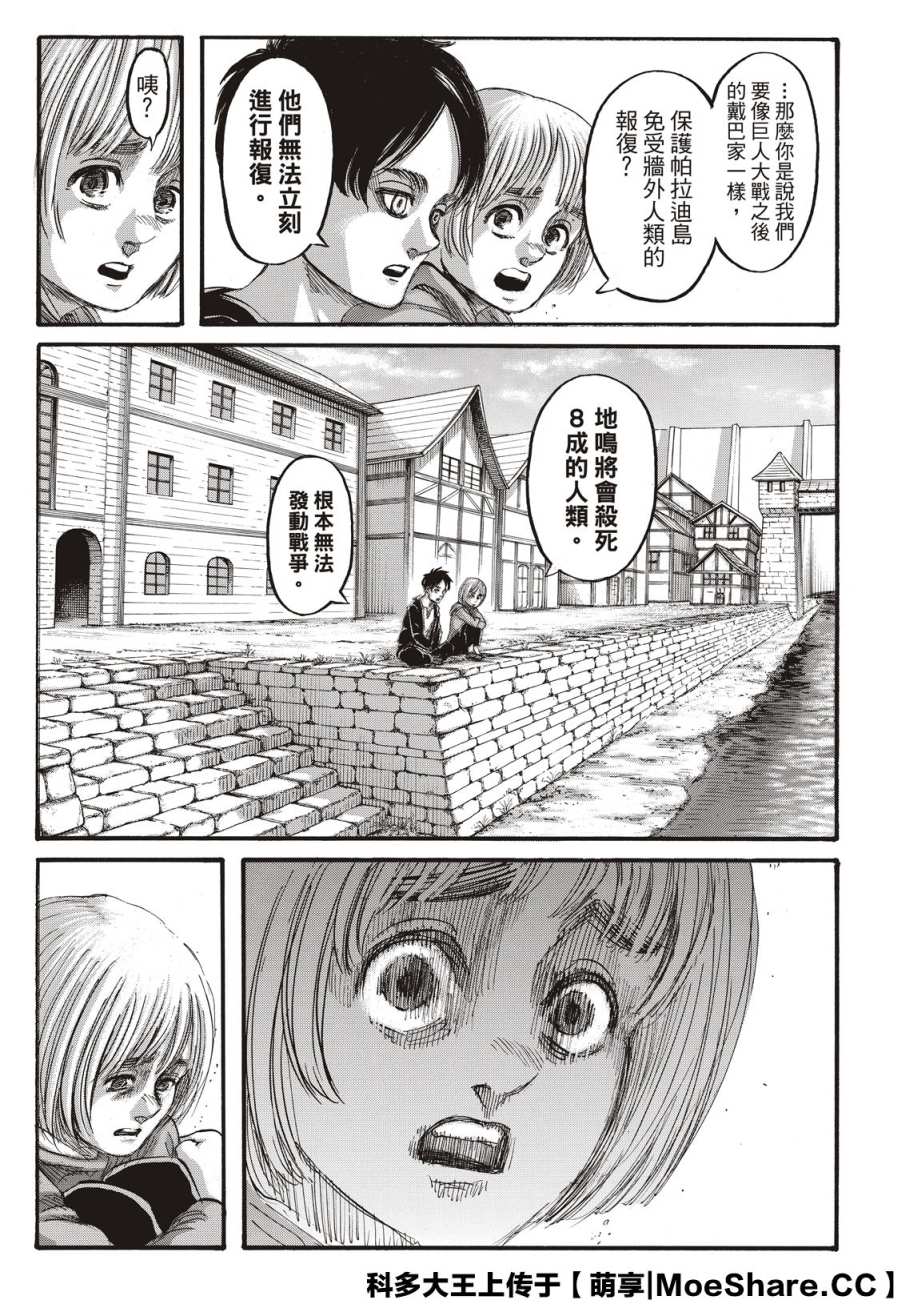 …那麼你是說我們
要像巨人大戰之後
的戴巴家一樣，
保護帕拉迪島
免受牆外人類的
報復？
他們無法立刻
進行報復。
咦？
地鳴將會殺死
8成的人類。
根本無法
發動戰爭。
科多大王上传于【萌享|MoeShare.CC】